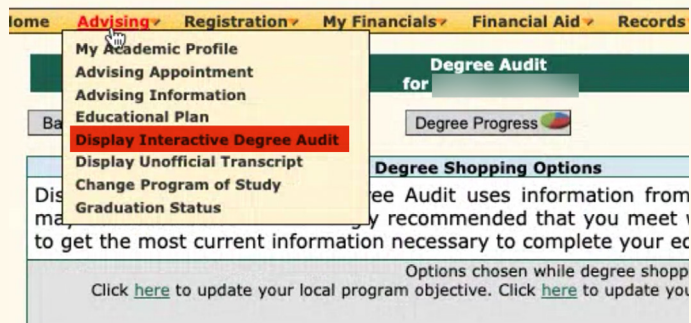 Home Advising Registration My Financials Financial Aid Records
My Academic Profile
Advising Appointment
Advising Information
Educational Plan
Display Interactive Degree Audit
Display Unofficial Transcript
Change Program of Study
Graduation Status
Degree Audit
for
Ba
Degree Progress
Degree Shopping Options
Dis ee Audit uses information from
ma y recommended that you meet
to get the most current information necessary to complete your ed
Options chosen while degree shopp
Click here to update your local program objective. Click here to update you